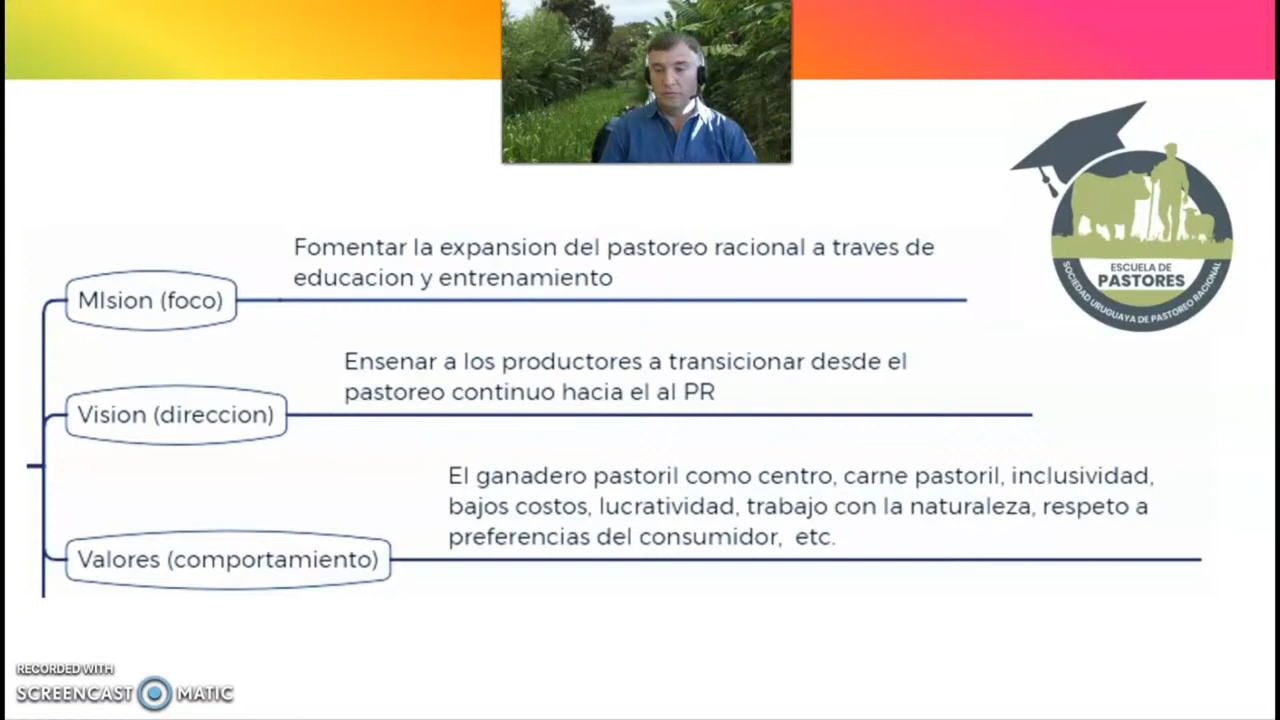 Fomentar la expansion del pastoreo racional a traves de
educacion y entrenamiento
MIsion (foco)
Ensenar a los productores a transicionar desde el
pastoreo continuo hacia el al PR
Vision (direccion)
El ganadero pastoril como centro, carne pastoril, inclusividad,
bajos costos, lucratividad, trabajo con la naturaleza, respeto a
preferencias del consumidor, etc.
Valores (comportamiento)
ESCUELA DE
PASTORES
SOCIEDAD URUGUAYA DE PASTOREO RACIONAL
RECORDED WITH
SCREENCAST MATIC